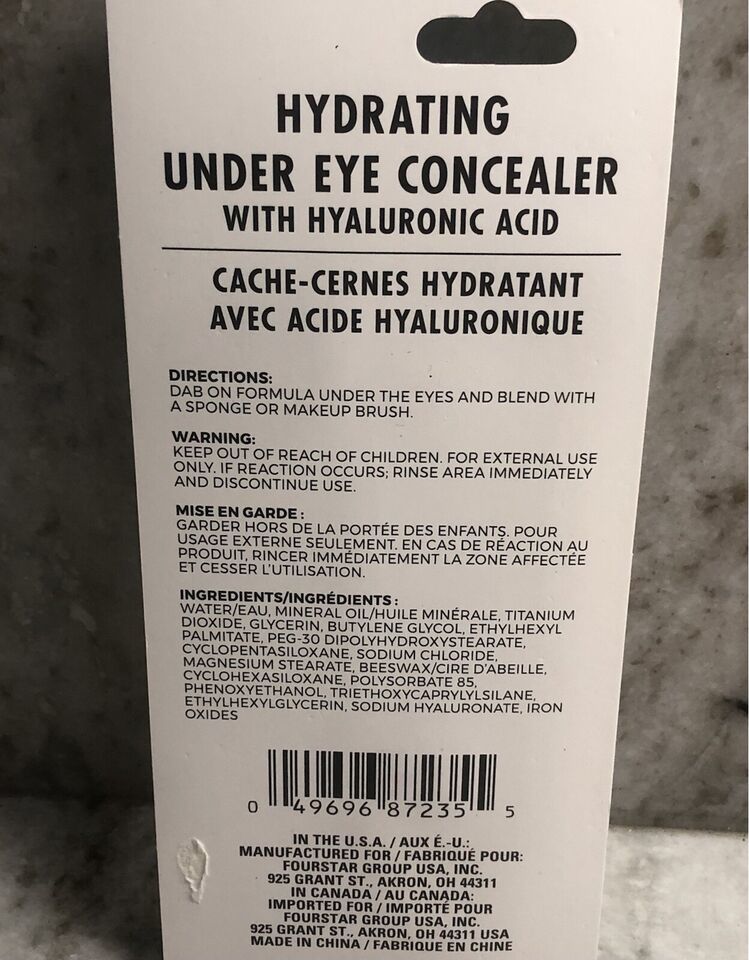 HYDRATING
UNDER EYE CONCEALER
WITH HYALURONIC ACID
CACHE-CERNES HYDRATANT
AVEC ACIDE HYALURONIQUE
DIRECTIONS:
DAB ON FORMULA UNDER THE EYES AND BLEND WITH
A SPONGE OR MAKEUP BRUSH.
WARNING:
KEEP OUT OF REACH OF CHILDREN. FOR EXTERNAL USE
ONLY. IF REACTION OCCURS; RINSE AREA IMMEDIATELY
AND DISCONTINUE USE.
MISE EN GARDE :
GARDER HORS DE LA PORTÉE DES ENFANTS. POUR
USAGE EXTERNE SEULEMENT. EN CAS DE RÉACTION AU
PRODUIT, RINCER IMMÉDIATEMENT LA ZONE AFFECTÉE
ET CESSER L'UTILISATION.
INGREDIENTS/INGRÉDIENTS :
WATER/EAU, MINERAL OIL/HUILE MINÉRALE, TITANIUM
DIOXIDE, GLYCERIN, BUTYLENE GLYCOL, ETHYLHEXYL
PALMITATE, PEG-30 DIPOLYHYDROXYSTEARATE,
CYCLOPENTASILOXANE, SODIUM CHLORIDE,
MAGNESIUM STEARATE, BEESWAX/CIRE D'ABEILLE,
CYCLOHEXASILOXANE, POLYSORBATE 85,
PHENOXYETHANOL, TRIETHOXYCAPRYLYLSILANE,
ETHYLHEXYLGLYCERIN, SODIUM HYALURONATE, IRON
OXIDES
0 49696 87235 5
IN THE U.S.A. / AUX É.-U.:
MANUFACTURED FOR / FABRIQUÉ POUR:
FOURSTAR GROUP USA, INC.
925 GRANT ST., AKRON, OH 44311
IN CANADA / AU CANADA:
IMPORTED FOR / IMPORTÉ POUR
FOURSTAR GROUP USA, INC.
925 GRANT ST., AKRON, OH 44311 USA
MADE IN CHINA / FABRIQUE EN CHINE